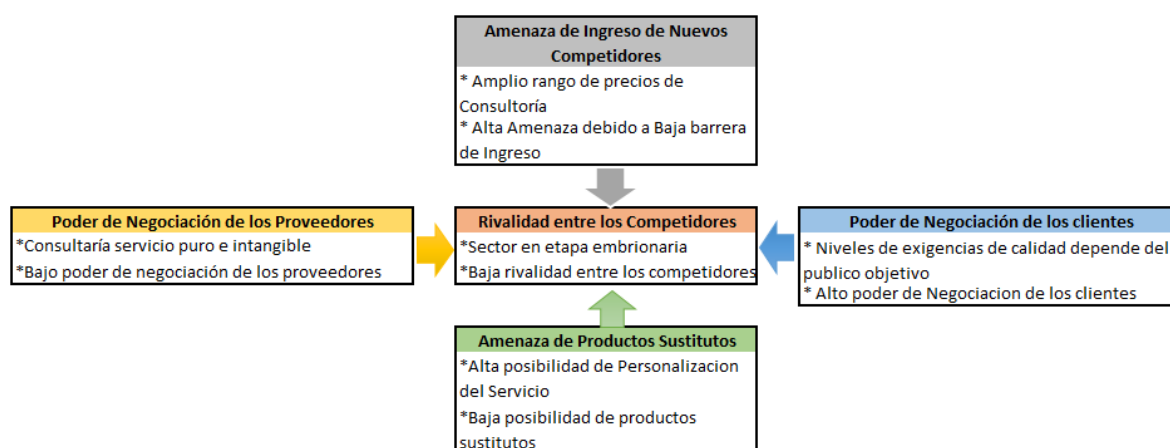 Amenaza de Ingreso de Nuevos
Competidores
* Amplio rango de precios de
Consultoría
* Alta Amenaza debido a Baja barrera
de Ingreso
Poder de Negociación de los Proveedores
*Consultaría servicio puro e intangible
*Bajo poder de negociación de los proveedores
Rivalidad entre los Competidores
*Sector en etapa embrionaria
*Baja rivalidad entre los competidores
Poder de Negociación de los clientes
* Niveles de exigencias de calidad depende del
publico objetivo
* Alto poder de Negociacion de los clientes
Amenaza de Productos Sustitutos
*Alta posibilidad de Personalizacion
del Servicio
*Baja posibilidad de productos
sustitutos